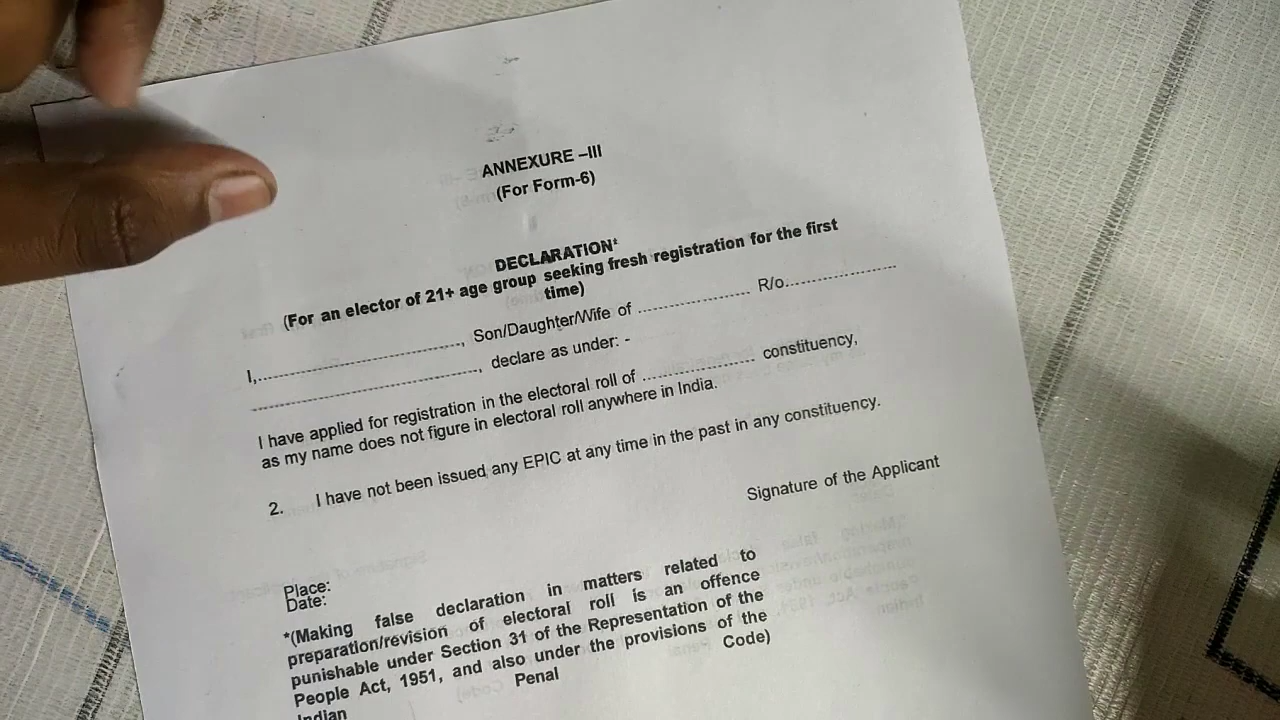 ANNEXURE –III
(For Form-6)
DECLARATION*
(For an elector of 21+ age group seeking fresh registration for the first
time)
I,......................................................, Son/Daughter/Wife of .............................. R/o..............................
............................................................, declare as under: -
I have applied for registration in the electoral roll of .............................. constituency,
as my name does not figure in electoral roll anywhere in India.
2. I have not been issued any EPIC at any time in the past in any constituency.
Signature of the Applicant
Place:
Date:
*(Making false declaration in matters related to
preparation/revision of electoral roll is an offence
punishable under Section 31 of the Representation of the
People Act, 1951, and also under the provisions of the
Indian Penal Code)